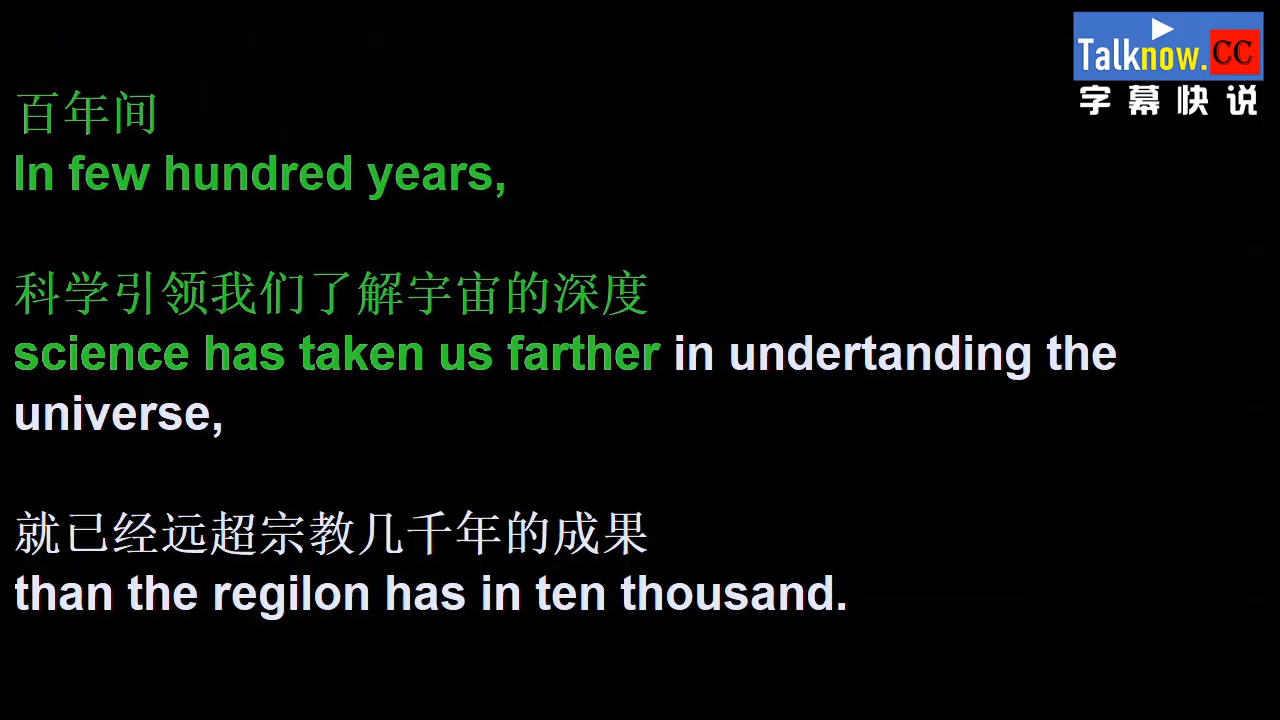 Talknow.CC
字幕快说
百年间
In few hundred years,
科学引领我们了解宇宙的深度
science has taken us farther in undertanding the
universe,
就已经远超宗教几千年的成果
than the regilon has in ten thousand.